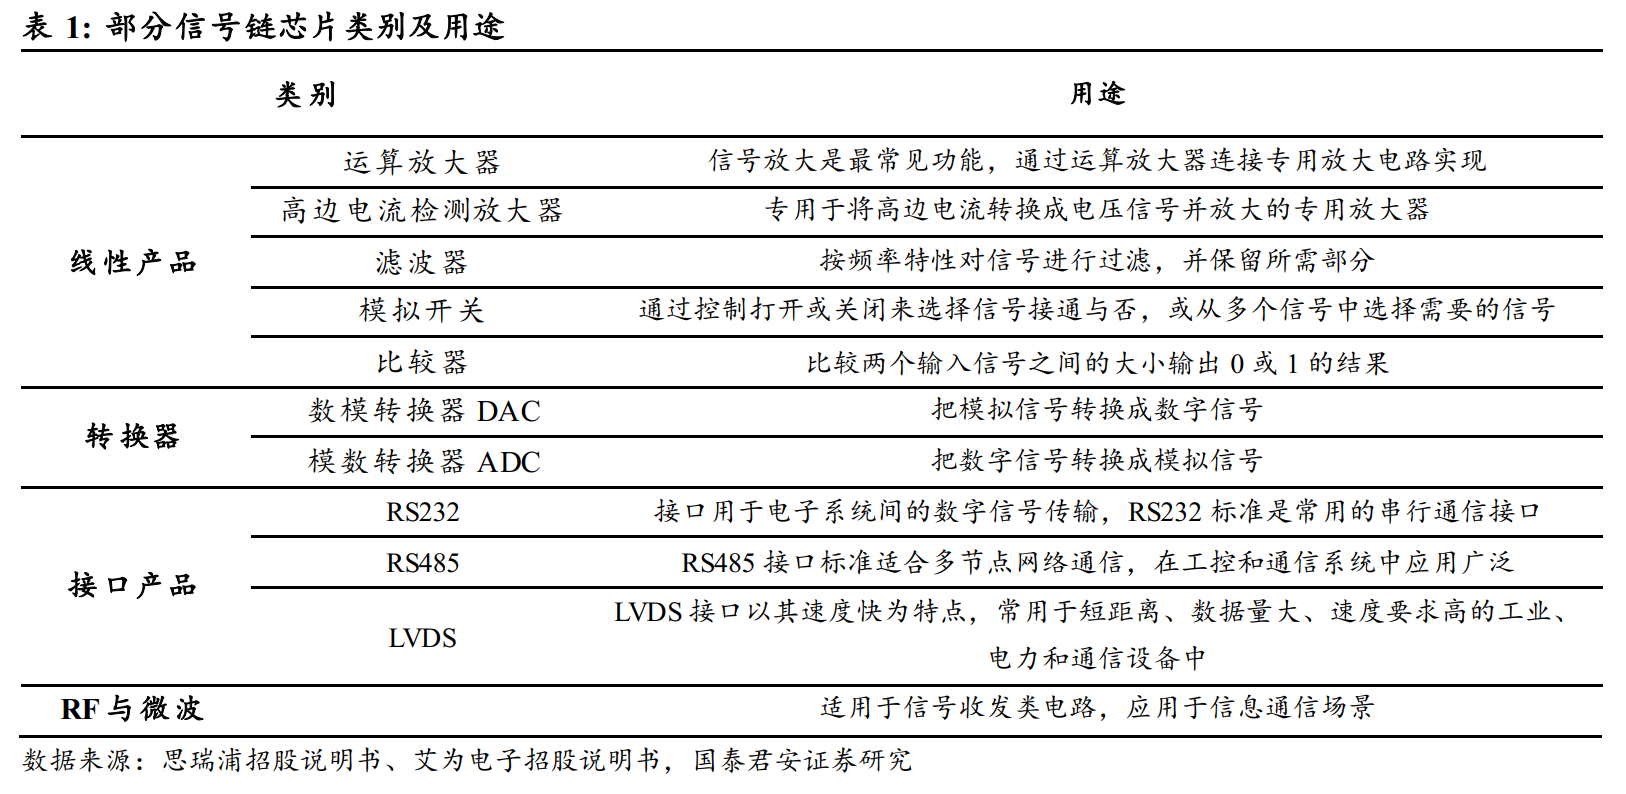 表 1: 部分信号链芯片类别及用途
类别 用途
线性产品
运算放大器 信号放大是最常见功能，通过运算放大器连接专用放大电路实现
高边电流检测放大器 专用于将高边电流转换成电压信号并放大的专用放大器
滤波器 按频率特性对信号进行过滤，并保留所需部分
模拟开关 通过控制打开或关闭来选择信号接通与否，或从多个信号中选择需要的信号
比较器 比较两个输入信号之间的大小输出 0 或 1 的结果
转换器
数模转换器 DAC 把模拟信号转换成数字信号
模数转换器 ADC 把数字信号转换成模拟信号
接口产品
RS232 接口用于电子系统间的数字信号传输，RS232 标准是常用的串行通信接口
RS485 RS485 接口标准适合多节点网络通信，在工控和通信系统中应用广泛
LVDS LVDS 接口以其速度快为特点，常用于短距离、数据量大、速度要求高的工业、
电力和通信设备中
RF 与微波 适用于信号收发类电路，应用于信息通信场景
数据来源：思瑞浦招股说明书、艾为电子招股说明书，国泰君安证券研究